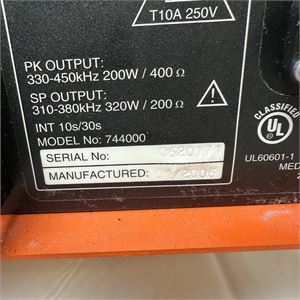 T10A 250V
PK OUTPUT:
330-450kHz 200W / 400 Ω
SP OUTPUT:
310-380kHz 320W / 200 Ω
INT 10s/30s
MODEL No: 744000
SERIAL No:
MANUFACTURED:
CLASSIFIED
UL
UL60601-1
MED